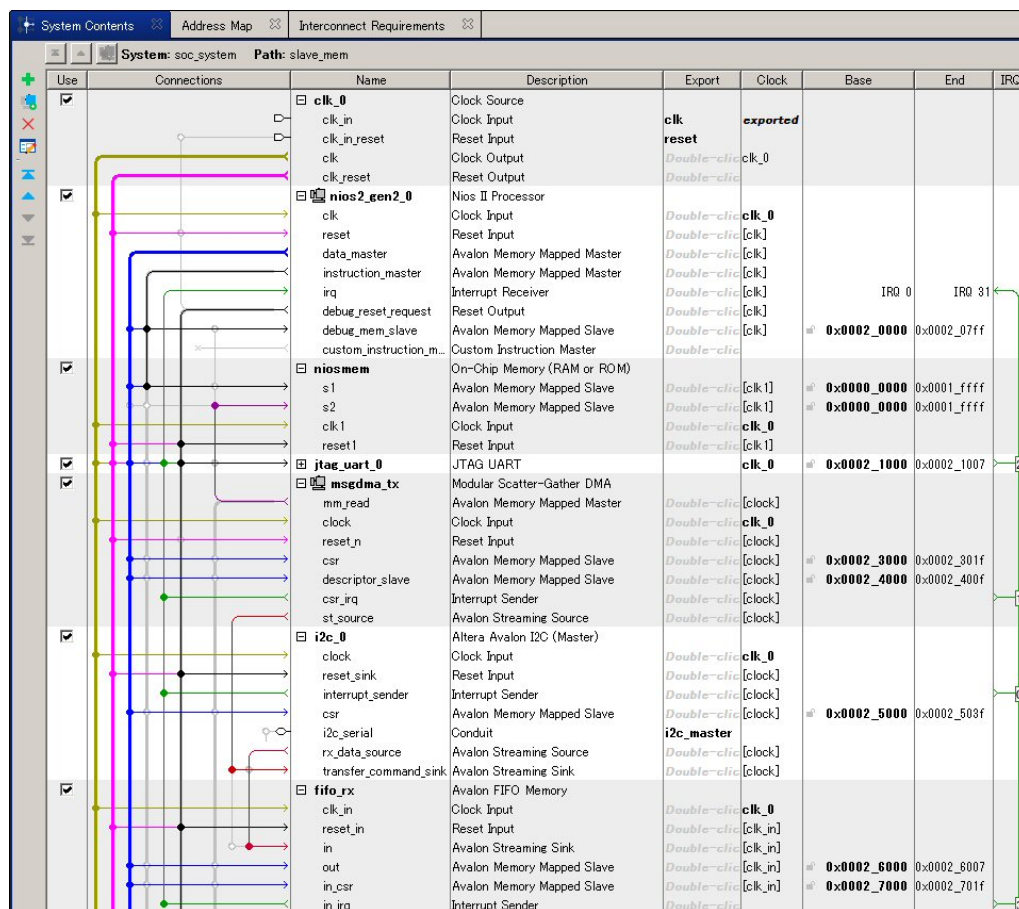 System Contents Address Map Interconnect Requirements
System: soc_system Path: slave_mem
Use Connections Name Description Export Clock Base End IRQ
clk_0 Clock Source
clk_in Clock Input clk exported
clk_in_reset Reset Input reset
clk Clock Output Double-clic clk_0
clk_reset Reset Output Double-clic
nios2_gen2_0 Nios II Processor
clk Clock Input Double-clic clk_0
reset Reset Input Double-clic [clk]
data_master Avalon Memory Mapped Master Double-clic [clk]
instruction_master Avalon Memory Mapped Master Double-clic [clk]
irq Interrupt Receiver Double-clic [clk] IRQ 0 IRQ 31
debug_reset_request Reset Output Double-clic [clk]
debug_mem_slave Avalon Memory Mapped Slave Double-clic [clk] 0x0002_0000 0x0002_07ff
custom_instruction_m... Custom Instruction Master Double-clic
niosmem On-Chip Memory (RAM or ROM)
s1 Avalon Memory Mapped Slave Double-clic [clk1] 0x0000_0000 0x0001_ffff
s2 Avalon Memory Mapped Slave Double-clic [clk1] 0x0000_0000 0x0001_ffff
clk1 Clock Input Double-clic clk_0
reset1 Reset Input Double-clic [clk1]
jtag_uart_0 JTAG UART clk_0 0x0002_1000 0x0002_1007
msgdma_tx Modular Scatter-Gather DMA
mm_read Avalon Memory Mapped Master Double-clic [clock]
clock Clock Input Double-clic clk_0
reset_n Reset Input Double-clic [clock]
csr Avalon Memory Mapped Slave Double-clic [clock] 0x0002_3000 0x0002_301f
descriptor_slave Avalon Memory Mapped Slave Double-clic [clock] 0x0002_4000 0x0002_400f
csr_irq Interrupt Sender Double-clic [clock]
st_source Avalon Streaming Source Double-clic [clock]
i2c_0 Altera Avalon I2C (Master)
clock Clock Input Double-clic clk_0
reset_sink Reset Input Double-clic [clock]
interrupt_sender Interrupt Sender Double-clic [clock]
csr Avalon Memory Mapped Slave Double-clic [clock] 0x0002_5000 0x0002_503f
i2c_serial Conduit i2c_master
rx_data_source Avalon Streaming Source Double-clic [clock]
transfer_command_sink Avalon Streaming Sink Double-clic [clock]
fifo_rx Avalon FIFO Memory
clk_in Clock Input Double-clic clk_0
reset_in Reset Input Double-clic [clk_in]
in Avalon Streaming Sink Double-clic [clk_in]
out Avalon Memory Mapped Slave Double-clic [clk_in] 0x0002_6000 0x0002_6007
in_csr Avalon Memory Mapped Slave Double-clic [clk_in] 0x0002_7000 0x0002_701f
in_irq Interrupt Sender Double-clic [clk_in]